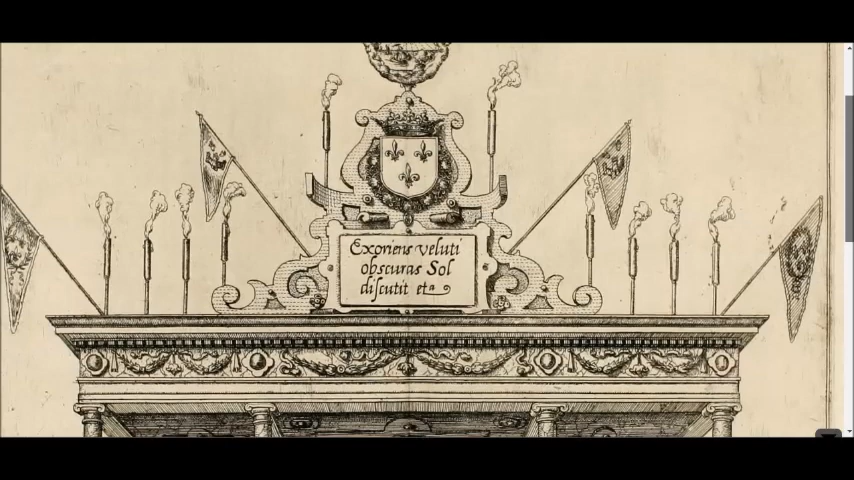 Exoriens veluti
obscuras Sol
discutit etᵃ